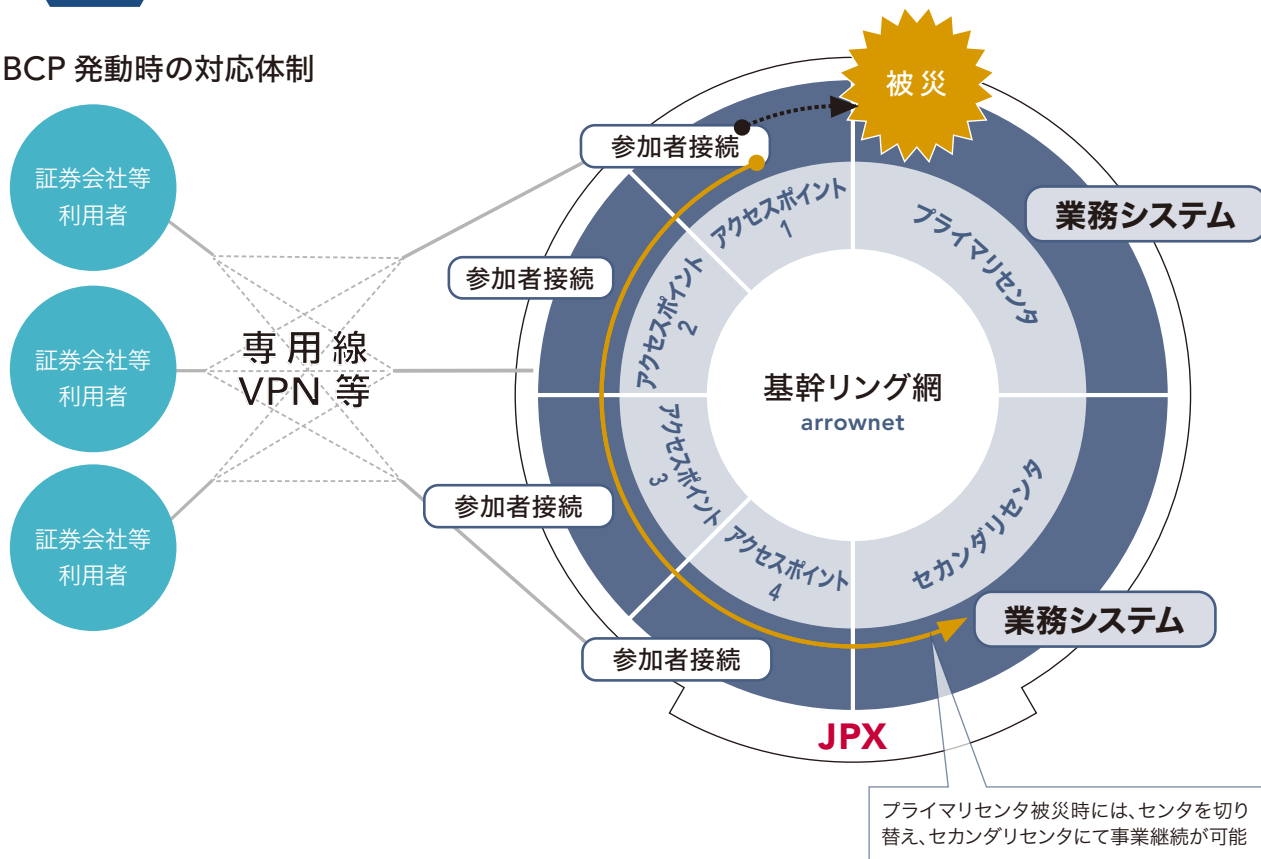 BCP 発動時の対応体制
証券会社等
利用者
証券会社等
利用者
証券会社等
利用者
専用線
VPN 等
参加者接続
参加者接続
参加者接続
参加者接続
被災
アクセスポイント
1
アクセスポイント
2
アクセスポイント
3
アクセスポイント
4
プライマリセンタ
セカンダリセンタ
業務システム
業務システム
基幹リング網
arrownet
JPX
プライマリセンタ被災時には、センタを切り
替え、セカンダリセンタにて事業継続が可能